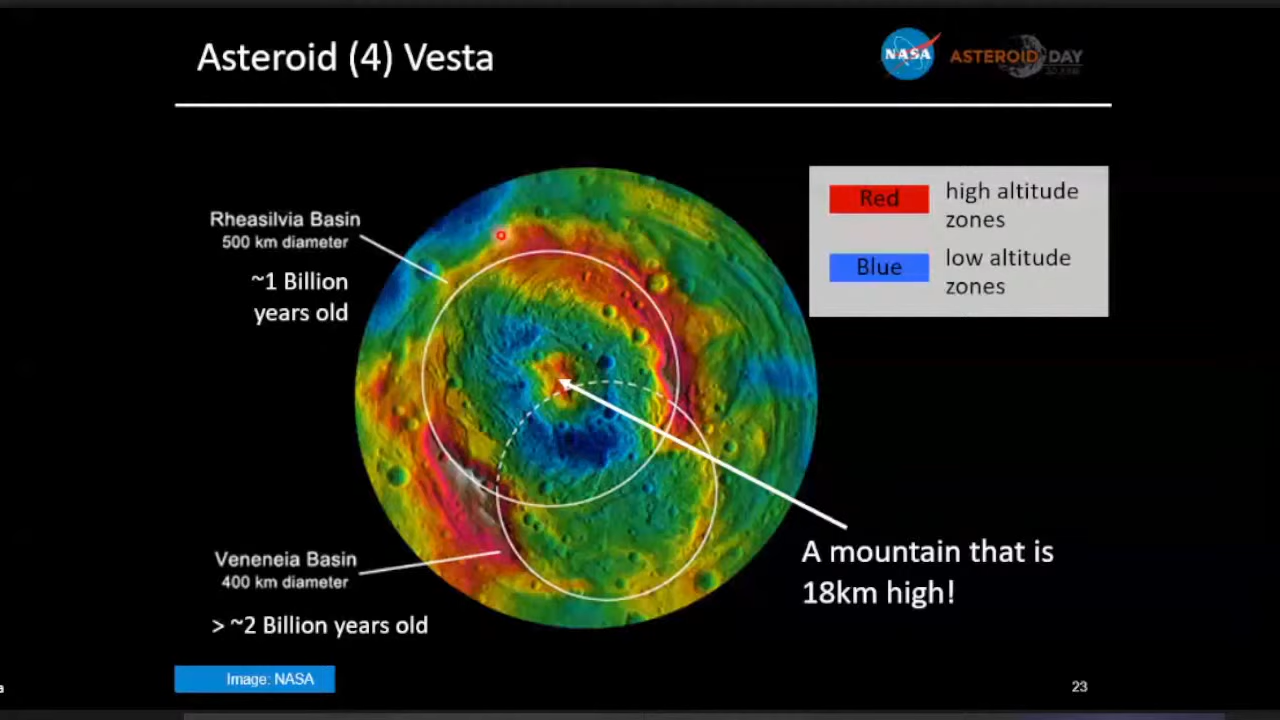 Asteroid (4) Vesta
NASA
ASTEROID DAY
Rheasilvia Basin
500 km diameter
~1 Billion
years old
Red
high altitude
zones
Blue
low altitude
zones
A mountain that is
18km high!
Veneneia Basin
400 km diameter
> ~2 Billion years old
Image: NASA
23